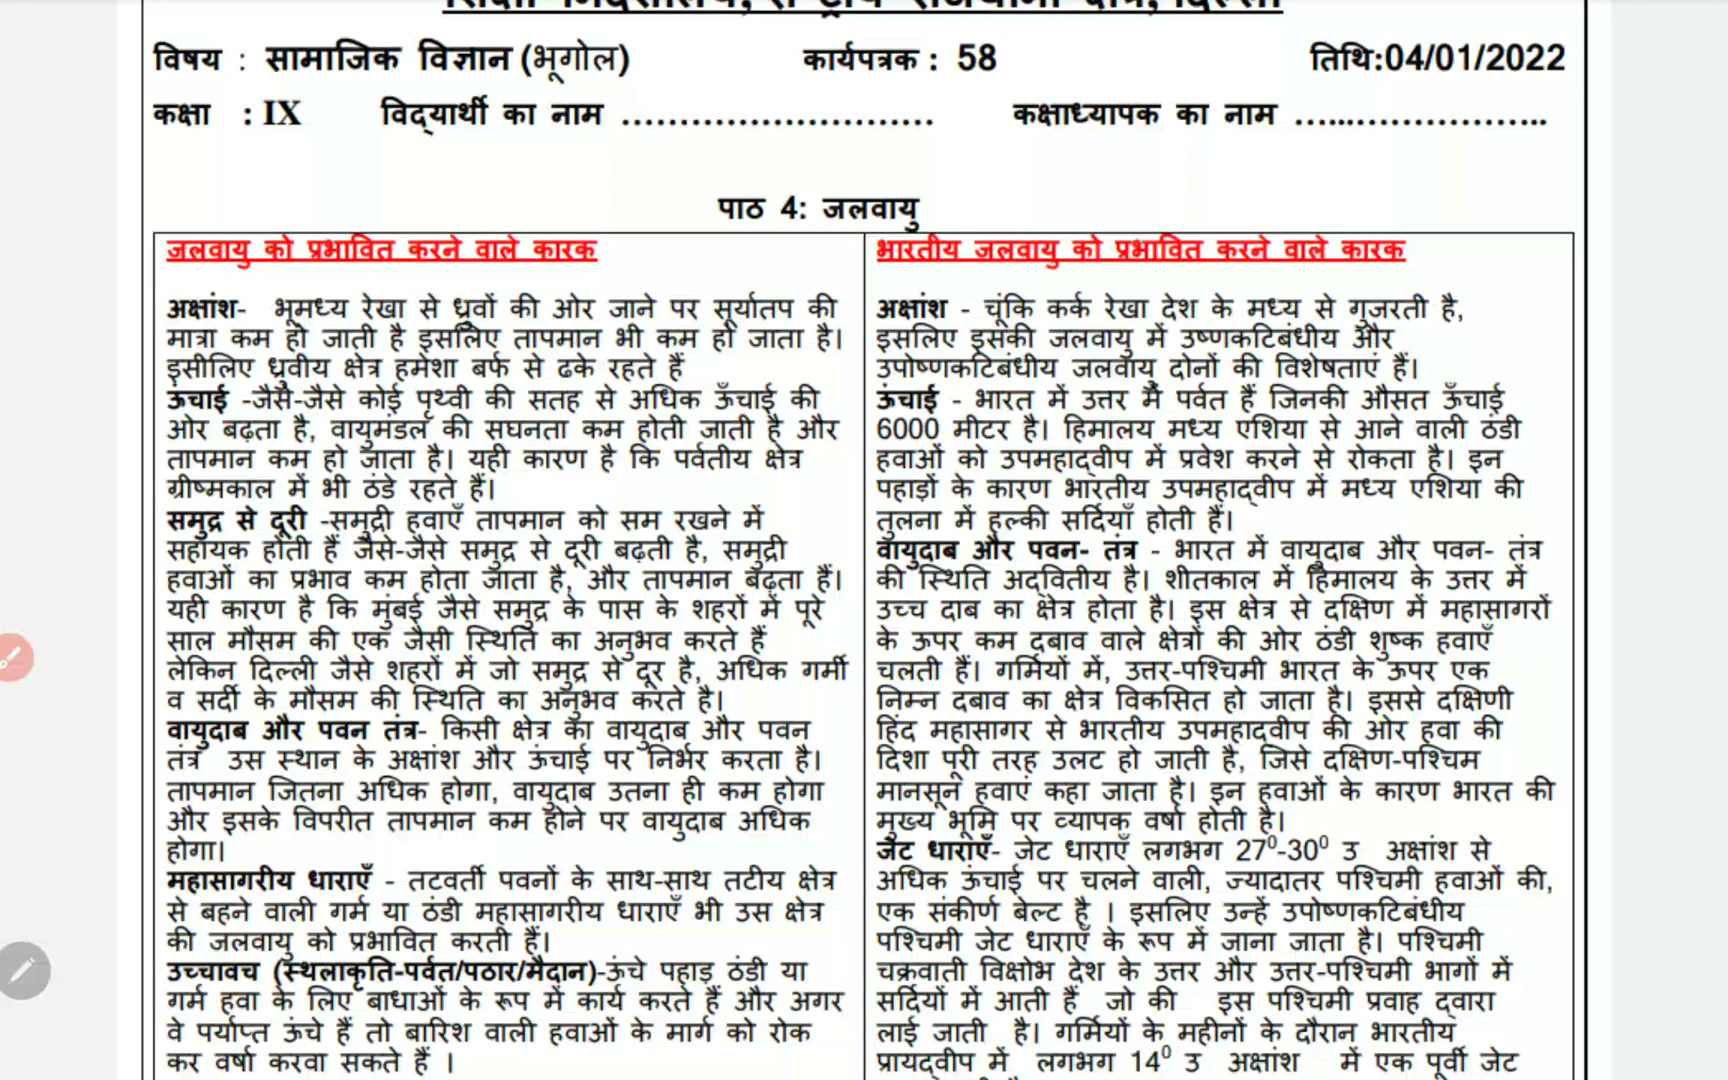 विषय : सामाजिक विज्ञान (भूगोल) कार्यपत्रक : 58 तिथि:04/01/2022
कक्षा : IX विद्यार्थी का नाम ........................... कक्षाध्यापक का नाम ......................
पाठ 4: जलवायु
जलवायु को प्रभावित करने वाले कारक
अक्षांश- भूमध्य रेखा से ध्रुवों की ओर जाने पर सूर्यातप की
मात्रा कम हो जाती है इसलिए तापमान भी कम हो जाता है।
इसीलिए ध्रुवीय क्षेत्र हमेशा बर्फ से ढके रहते हैं
ऊंचाई -जैसे-जैसे कोई पृथ्वी की सतह से अधिक ऊँचाई की
ओर बढ़ता है, वायुमंडल की सघनता कम होती जाती है और
तापमान कम हो जाता है। यही कारण है कि पर्वतीय क्षेत्र
ग्रीष्मकाल में भी ठंडे रहते हैं।
समुद्र से दूरी -समुद्री हवाएँ तापमान को सम रखने में
सहायक होती हैं जैसे-जैसे समुद्र से दूरी बढ़ती है, समुद्री
हवाओं का प्रभाव कम होता जाता है, और तापमान बढ़ता हैं।
यही कारण है कि मुंबई जैसे समुद्र के पास के शहरों में पूरे
साल मौसम की एक जैसी स्थिति का अनुभव करते हैं
लेकिन दिल्ली जैसे शहरों में जो समुद्र से दूर है, अधिक गर्मी
व सर्दी के मौसम की स्थिति का अनुभव करते है।
वायुदाब और पवन तंत्र- किसी क्षेत्र का वायुदाब और पवन
तंत्र उस स्थान के अक्षांश और ऊंचाई पर निर्भर करता है।
तापमान जितना अधिक होगा, वायुदाब उतना ही कम होगा
और इसके विपरीत तापमान कम होने पर वायुदाब अधिक
होगा।
महासागरीय धाराएँ - तटवर्ती पवनों के साथ-साथ तटीय क्षेत्र
से बहने वाली गर्म या ठंडी महासागरीय धाराएँ भी उस क्षेत्र
की जलवायु को प्रभावित करती हैं।
उच्चावच (स्थलाकृति-पर्वत/पठार/मैदान)-ऊंचे पहाड़ ठंडी या
गर्म हवा के लिए बाधाओं के रूप में कार्य करते हैं और अगर
वे पर्याप्त ऊंचे हैं तो बारिश वाली हवाओं के मार्ग को रोक
कर वर्षा करवा सकते हैं ।
भारतीय जलवायु को प्रभावित करने वाले कारक
अक्षांश - चूंकि कर्क रेखा देश के मध्य से गुजरती है,
इसलिए इसकी जलवायु में उष्णकटिबंधीय और
उपोष्णकटिबंधीय जलवायु दोनों की विशेषताएं हैं।
ऊंचाई - भारत में उत्तर में पर्वत हैं जिनकी औसत ऊँचाई
6000 मीटर है। हिमालय मध्य एशिया से आने वाली ठंडी
हवाओं को उपमहाद्वीप में प्रवेश करने से रोकता है। इन
पहाड़ों के कारण भारतीय उपमहाद्वीप में मध्य एशिया की
तुलना में हल्की सर्दियाँ होती हैं।
वायुदाब और पवन- तंत्र - भारत में वायुदाब और पवन- तंत्र
की स्थिति अद्वितीय है। शीतकाल में हिमालय के उत्तर में
उच्च दाब का क्षेत्र होता है। इस क्षेत्र से दक्षिण में महासागरों
के ऊपर कम दबाव वाले क्षेत्रों की ओर ठंडी शुष्क हवाएँ
चलती हैं। गर्मियों में, उत्तर-पश्चिमी भारत के ऊपर एक
निम्न दबाव का क्षेत्र विकसित हो जाता है। इससे दक्षिणी
हिंद महासागर से भारतीय उपमहाद्वीप की ओर हवा की
दिशा पूरी तरह उलट हो जाती है, जिसे दक्षिण-पश्चिम
मानसून हवाएं कहा जाता है। इन हवाओं के कारण भारत की
मुख्य भूमि पर व्यापक वर्षा होती है।
जेट धाराएँ- जेट धाराएँ लगभग 27⁰-30⁰ उ अक्षांश से
अधिक ऊंचाई पर चलने वाली, ज्यादातर पश्चिमी हवाओं की,
एक संकीर्ण बेल्ट है । इसलिए उन्हें उपोष्णकटिबंधीय
पश्चिमी जेट धाराएँ के रूप में जाना जाता है। पश्चिमी
चक्रवाती विक्षोभ देश के उत्तर और उत्तर-पश्चिमी भागों में
सर्दियों में आती हैं जो की इस पश्चिमी प्रवाह द्वारा
लाई जाती है। गर्मियों के महीनों के दौरान भारतीय
प्रायद्वीप में लगभग 14⁰ उ अक्षांश में एक पूर्वी जेट